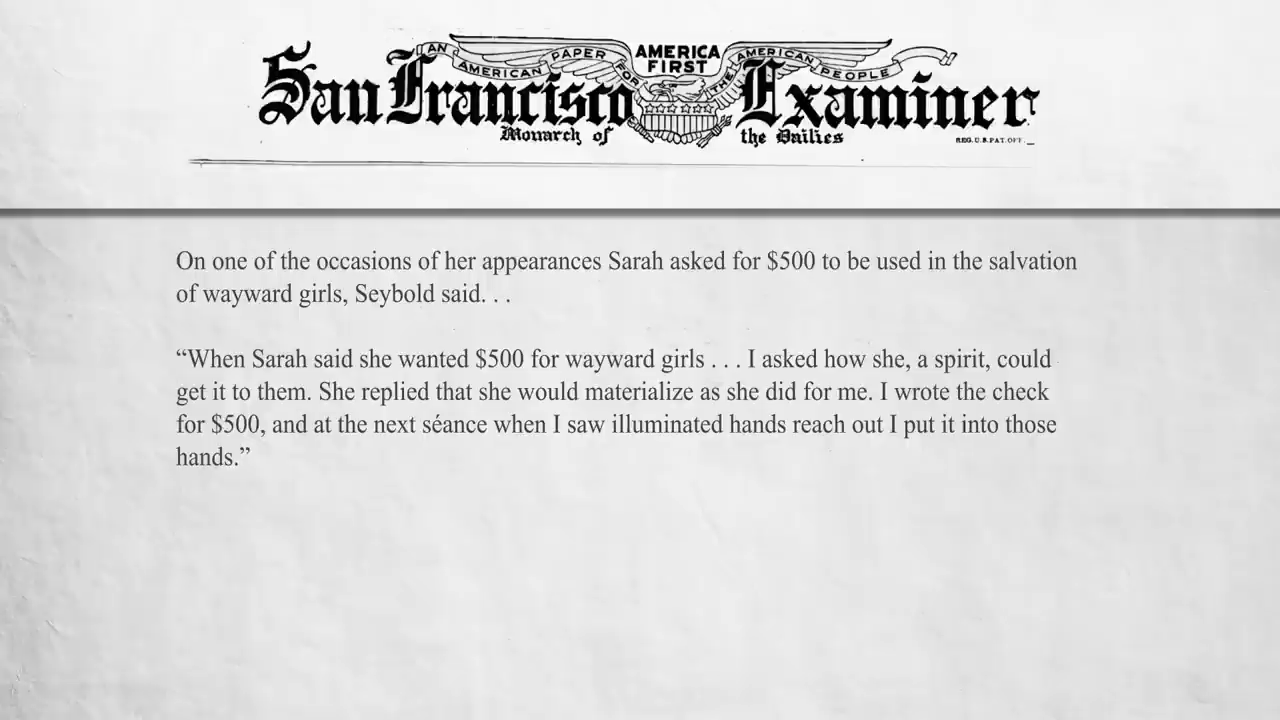 AN AMERICAN PAPER FOR THE AMERICAN PEOPLE
AMERICA
FIRST
San Francisco Examiner
Monarch of the Dailies
REG. U.S. PAT. OFF.
On one of the occasions of her appearances Sarah asked for $500 to be used in the salvation
of wayward girls, Seybold said. . .
“When Sarah said she wanted $500 for wayward girls . . . I asked how she, a spirit, could
get it to them. She replied that she would materialize as she did for me. I wrote the check
for $500, and at the next séance when I saw illuminated hands reach out I put it into those
hands.”